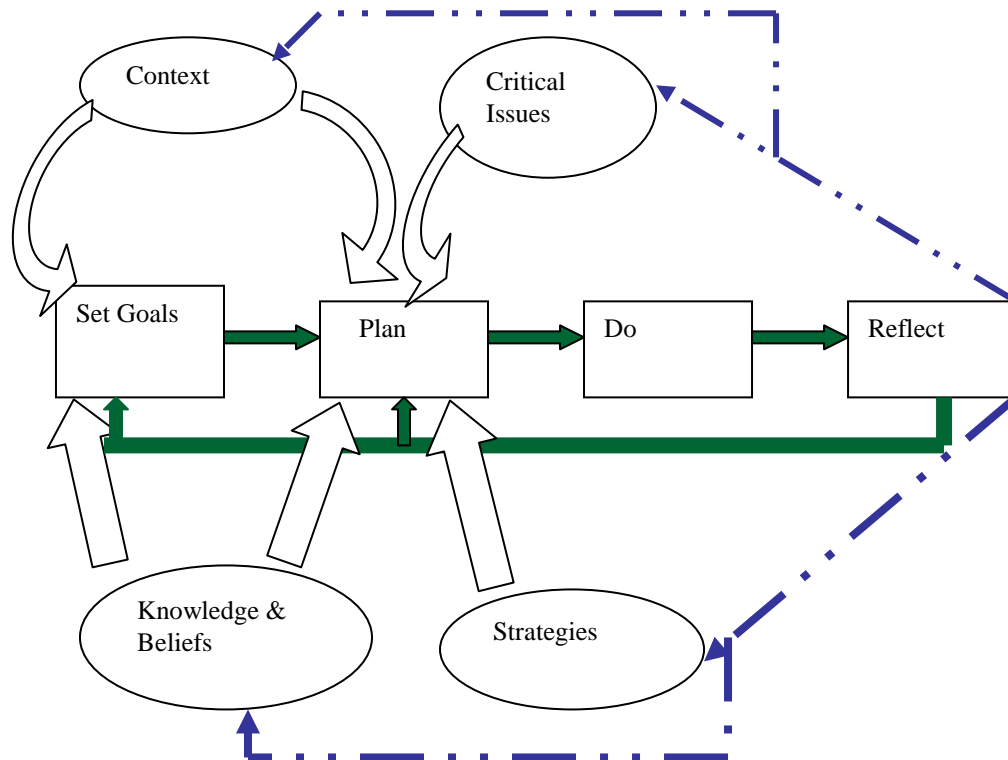 Context
Critical
Issues
Set Goals
Plan
Do
Reflect
Knowledge &
Beliefs
Strategies